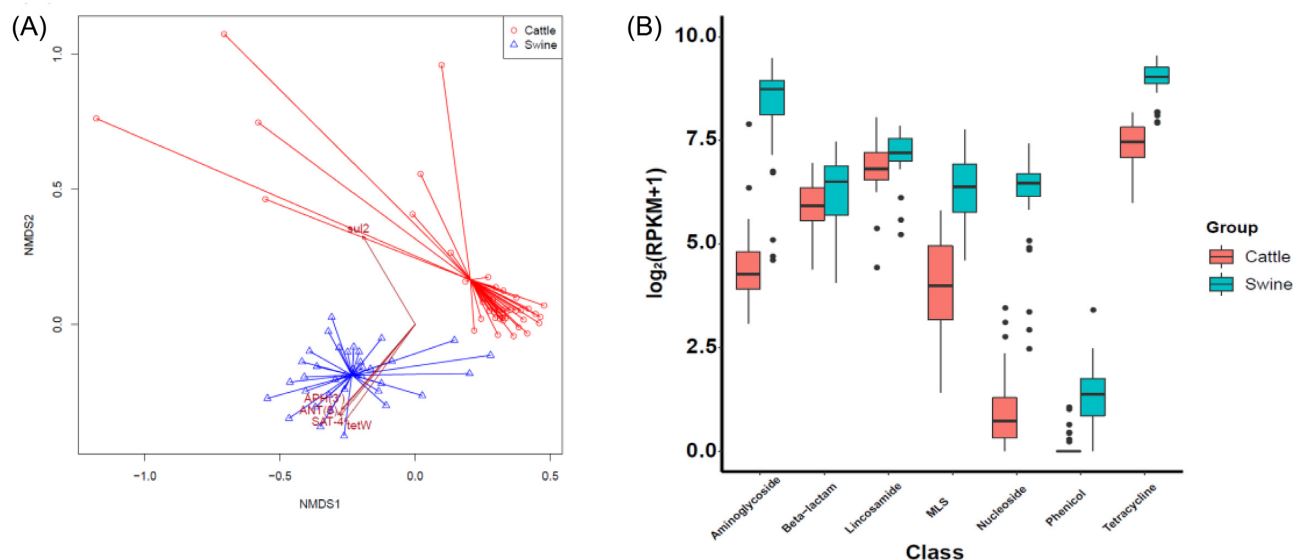 (A)
Cattle
Swine
1.0
0.5
0.0
NMDS2
sul2
APH(3')
ANT(6)
SAT-4
tetW
−1.0
−0.5
0.0
0.5
NMDS1
(B)
10.0
7.5
5.0
2.5
0.0
log₂(RPKM+1)
Aminoglycoside
Beta−lactam
Lincosamide
MLS
Nucleoside
Phenicol
Tetracycline
Class
Group
Cattle
Swine